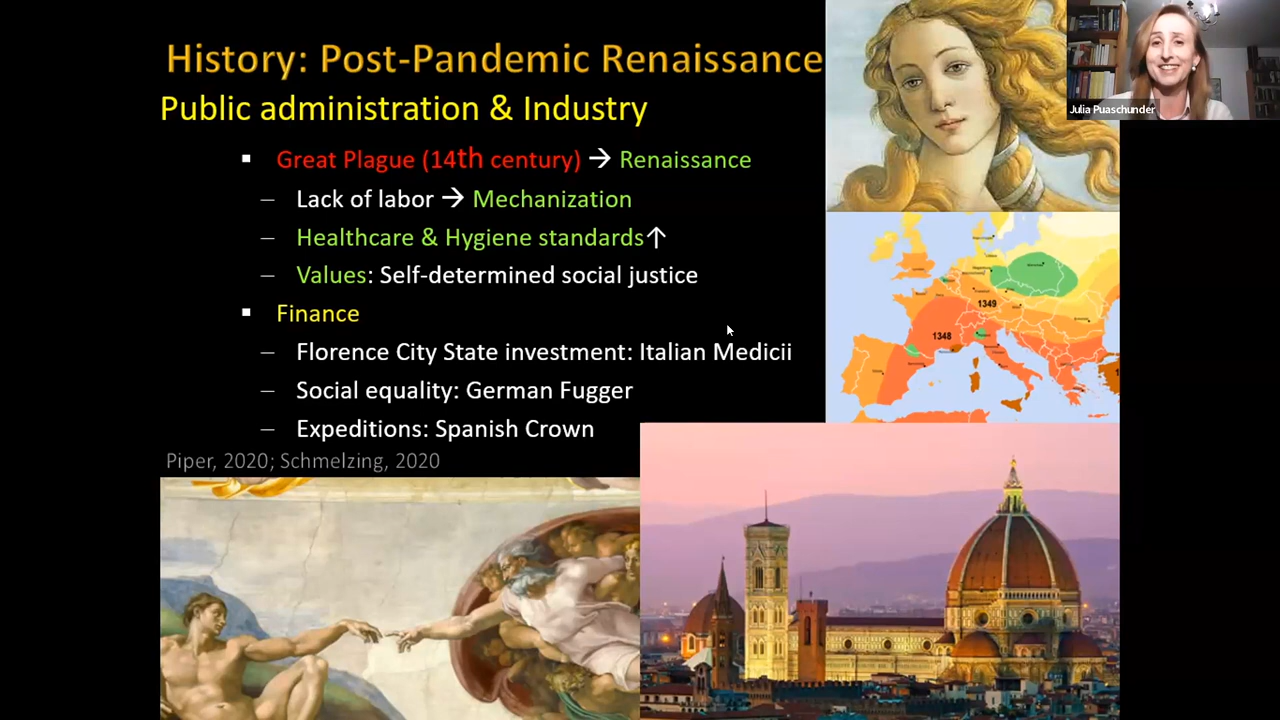 History: Post-Pandemic Renaissance
Public administration & Industry
▪ Great Plague (14th century) → Renaissance
– Lack of labor → Mechanization
– Healthcare & Hygiene standards↑
– Values: Self-determined social justice
▪ Finance
– Florence City State investment: Italian Medicii
– Social equality: German Fugger
– Expeditions: Spanish Crown
Piper, 2020; Schmelzing, 2020
Julia Puaschunder
1349
1348